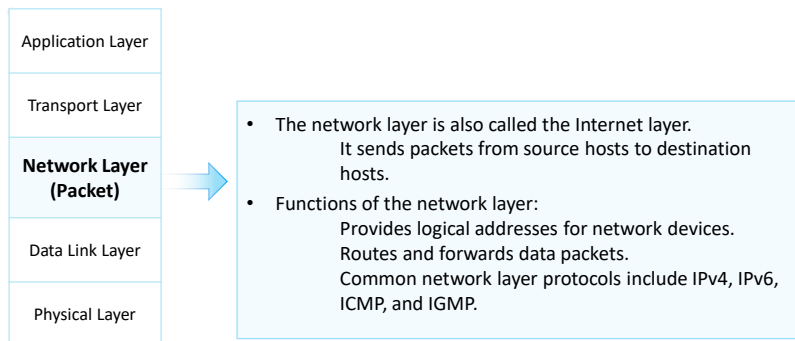 Application Layer
Transport Layer
Network Layer
(Packet)
Data Link Layer
Physical Layer
• The network layer is also called the Internet layer.
It sends packets from source hosts to destination
hosts.
• Functions of the network layer:
Provides logical addresses for network devices.
Routes and forwards data packets.
Common network layer protocols include IPv4, IPv6,
ICMP, and IGMP.